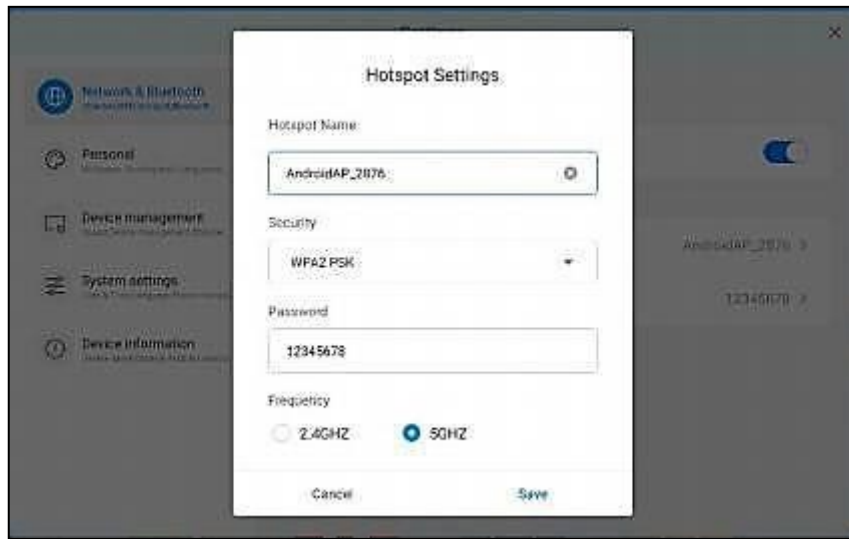 Hotspot Settings
Network & Bluetooth
Hotspot Name
Personal
AndroidAP_2876
Device management
Security
AndroidAP_2876 >
WPA2 PSK
System settings
12345678 >
Password
Device information
12345678
Frequency
2.4GHZ
5GHZ
Cancel
Save